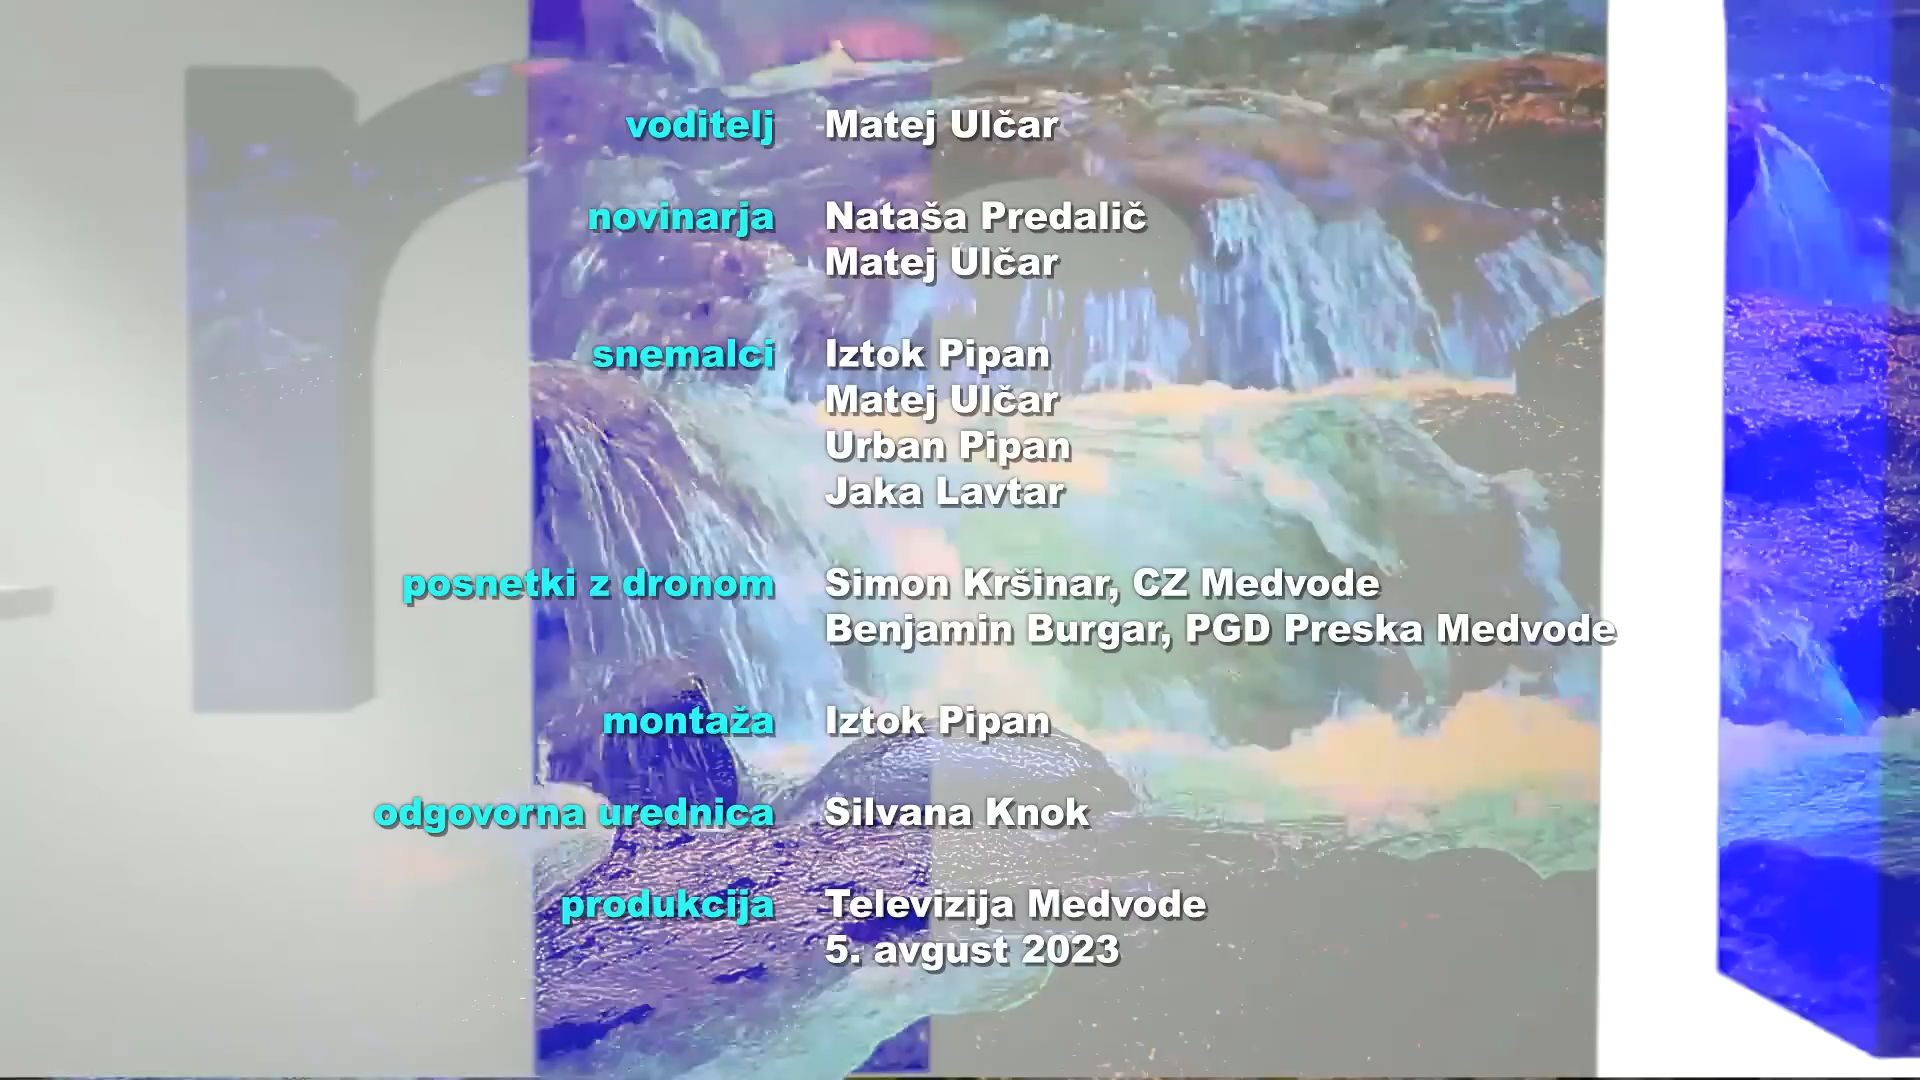 voditelj Matej Ulčar
novinarja Nataša Predalič
Matej Ulčar
snemalci Iztok Pipan
Matej Ulčar
Urban Pipan
Jaka Lavtar
posnetki z dronom Simon Kršinar, CZ Medvode
Benjamin Burgar, PGD Preska Medvode
montaža Iztok Pipan
odgovorna urednica Silvana Knok
produkcija Televizija Medvode
5. avgust 2023